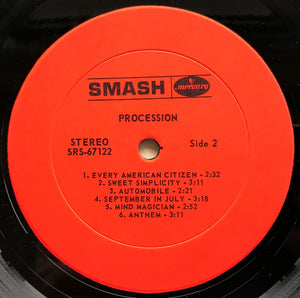 SMASH mercury
PROCESSION
STEREO Side 2
SRS-67122
1. EVERY AMERICAN CITIZEN - 2:32
2. SWEET SIMPLICITY - 3:11
3. AUTOMOBILE - 2:21
4. SEPTEMBER IN JULY - 3:18
5. MIND MAGICIAN - 2:52
6. ANTHEM - 3:11